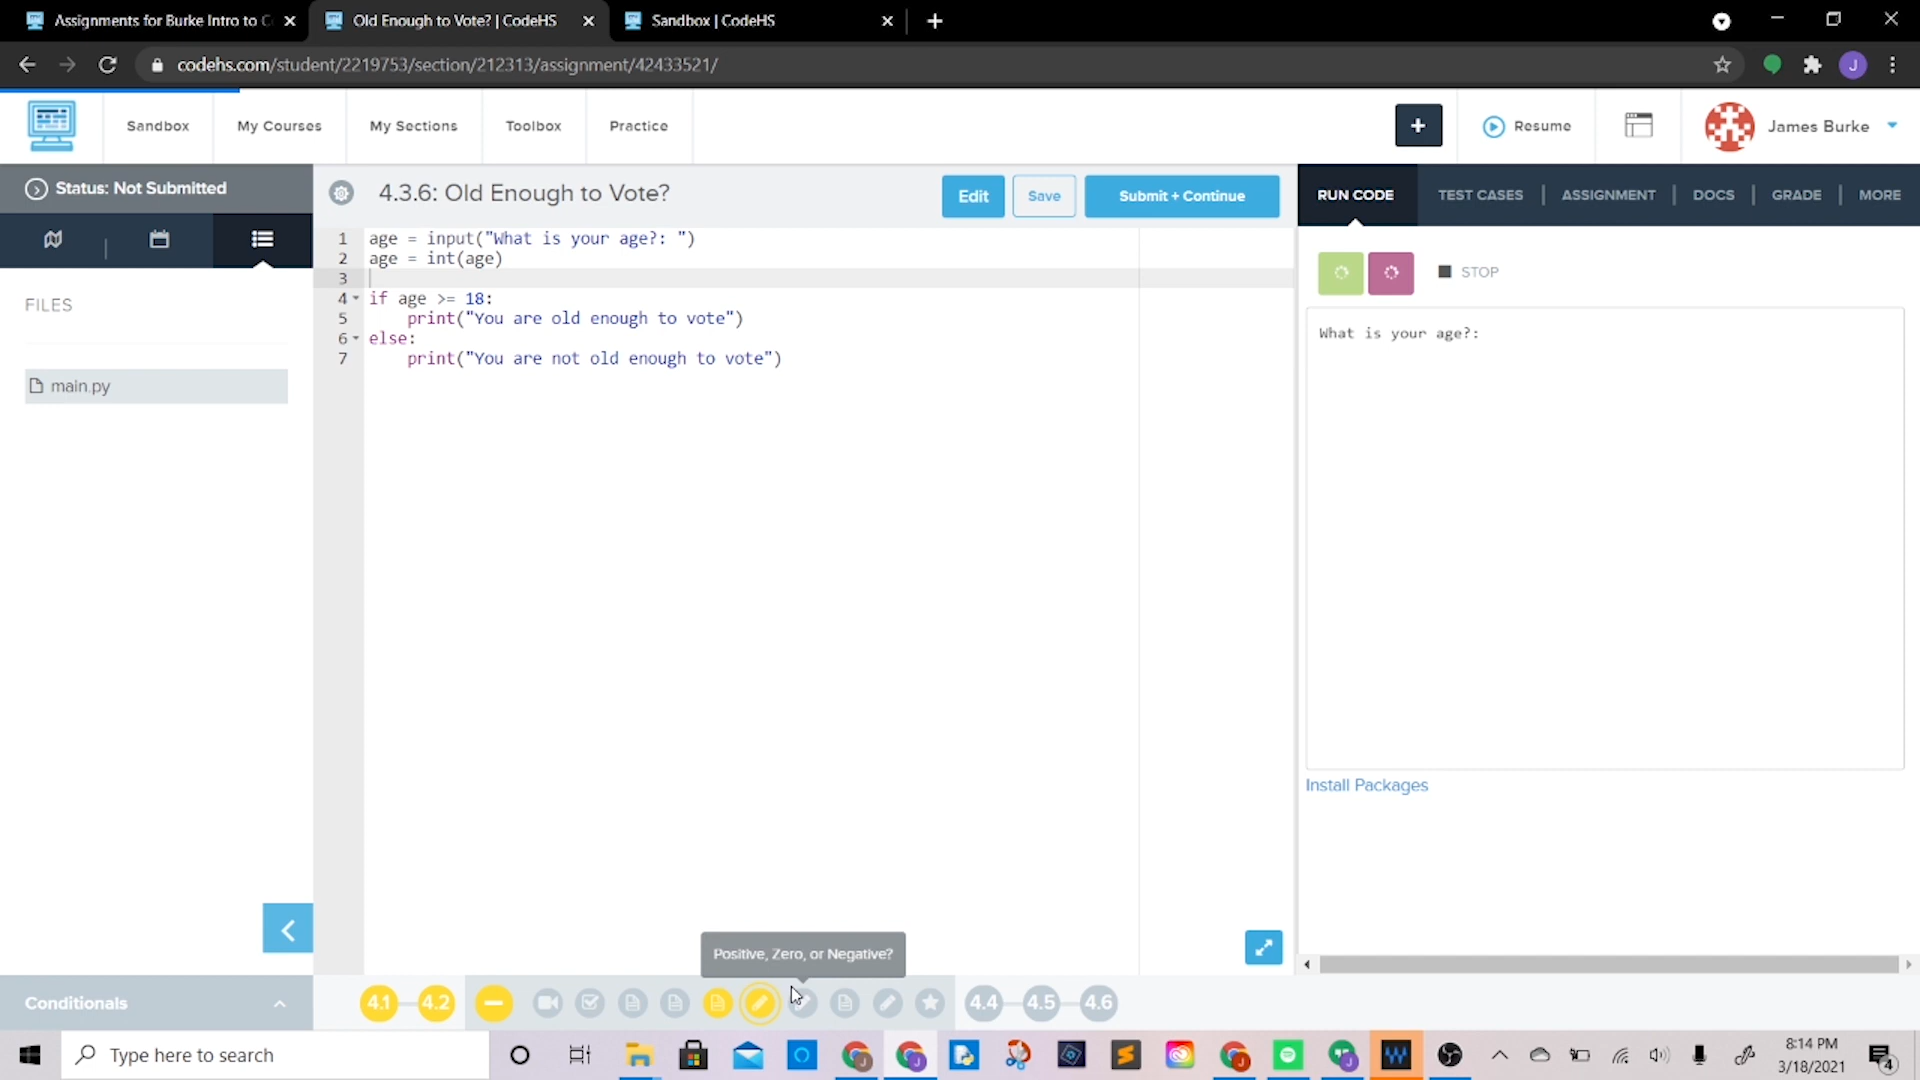 Assignments for Burke Intro to C
Old Enough to Vote? | CodeHS
Sandbox | CodeHS
codehs.com/student/2219753/section/212313/assignment/42433521/
J
Sandbox
My Courses
My Sections
Toolbox
Practice
+
Resume
James Burke
Status: Not Submitted
4.3.6: Old Enough to Vote?
Edit
Save
Submit + Continue
RUN CODE
TEST CASES
ASSIGNMENT
DOCS
GRADE
MORE
FILES
main.py
1 age = input("What is your age?: ")
2 age = int(age)
3
4 if age >= 18:
5 print("You are old enough to vote")
6 else:
7 print("You are not old enough to vote")
STOP
What is your age?:
Install Packages
Positive, Zero, or Negative?
Conditionals
4.1
4.2
4.4
4.5
4.6
Type here to search
8:14 PM
3/18/2021
4